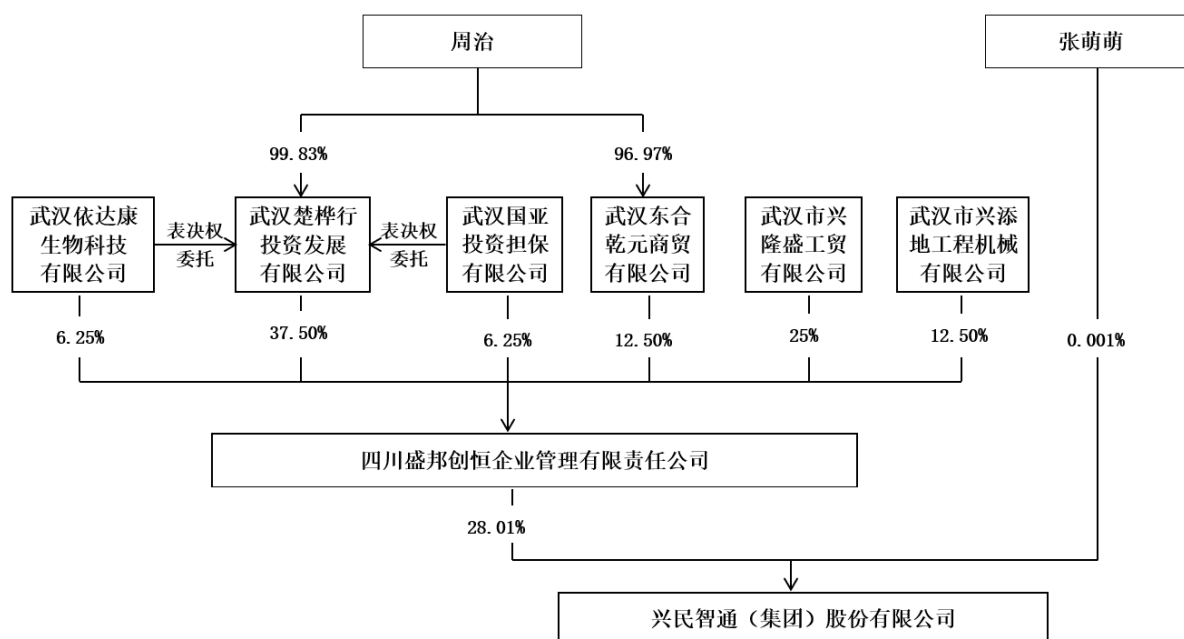 周治
张萌萌
99.83%
96.97%
武汉依达康
生物科技
有限公司
表决权
委托
武汉楚桦行
投资发展
有限公司
表决权
委托
武汉国亚
投资担保
有限公司
武汉东合
乾元商贸
有限公司
武汉市兴
隆盛工贸
有限公司
武汉市兴添
地工程机械
有限公司
6.25%
37.50%
6.25%
12.50%
25%
12.50%
0.001%
四川盛邦创恒企业管理有限责任公司
28.01%
兴民智通（集团）股份有限公司